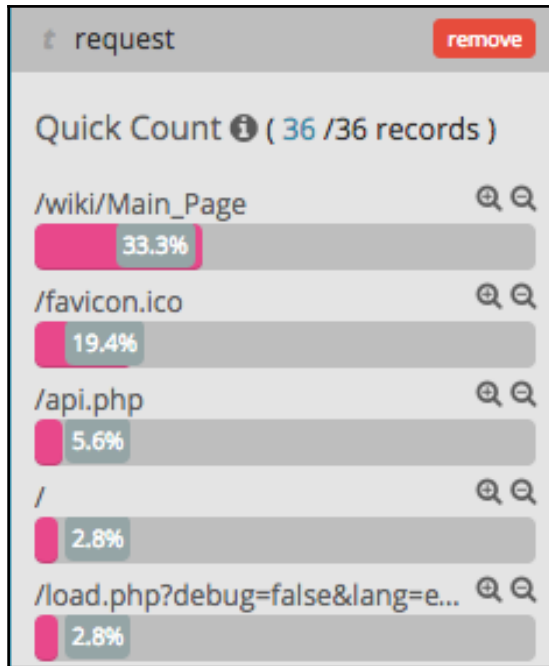 t request remove
Quick Count ( 36 /36 records )
/wiki/Main_Page
33.3%
/favicon.ico
19.4%
/api.php
5.6%
/
2.8%
/load.php?debug=false&lang=e...
2.8%